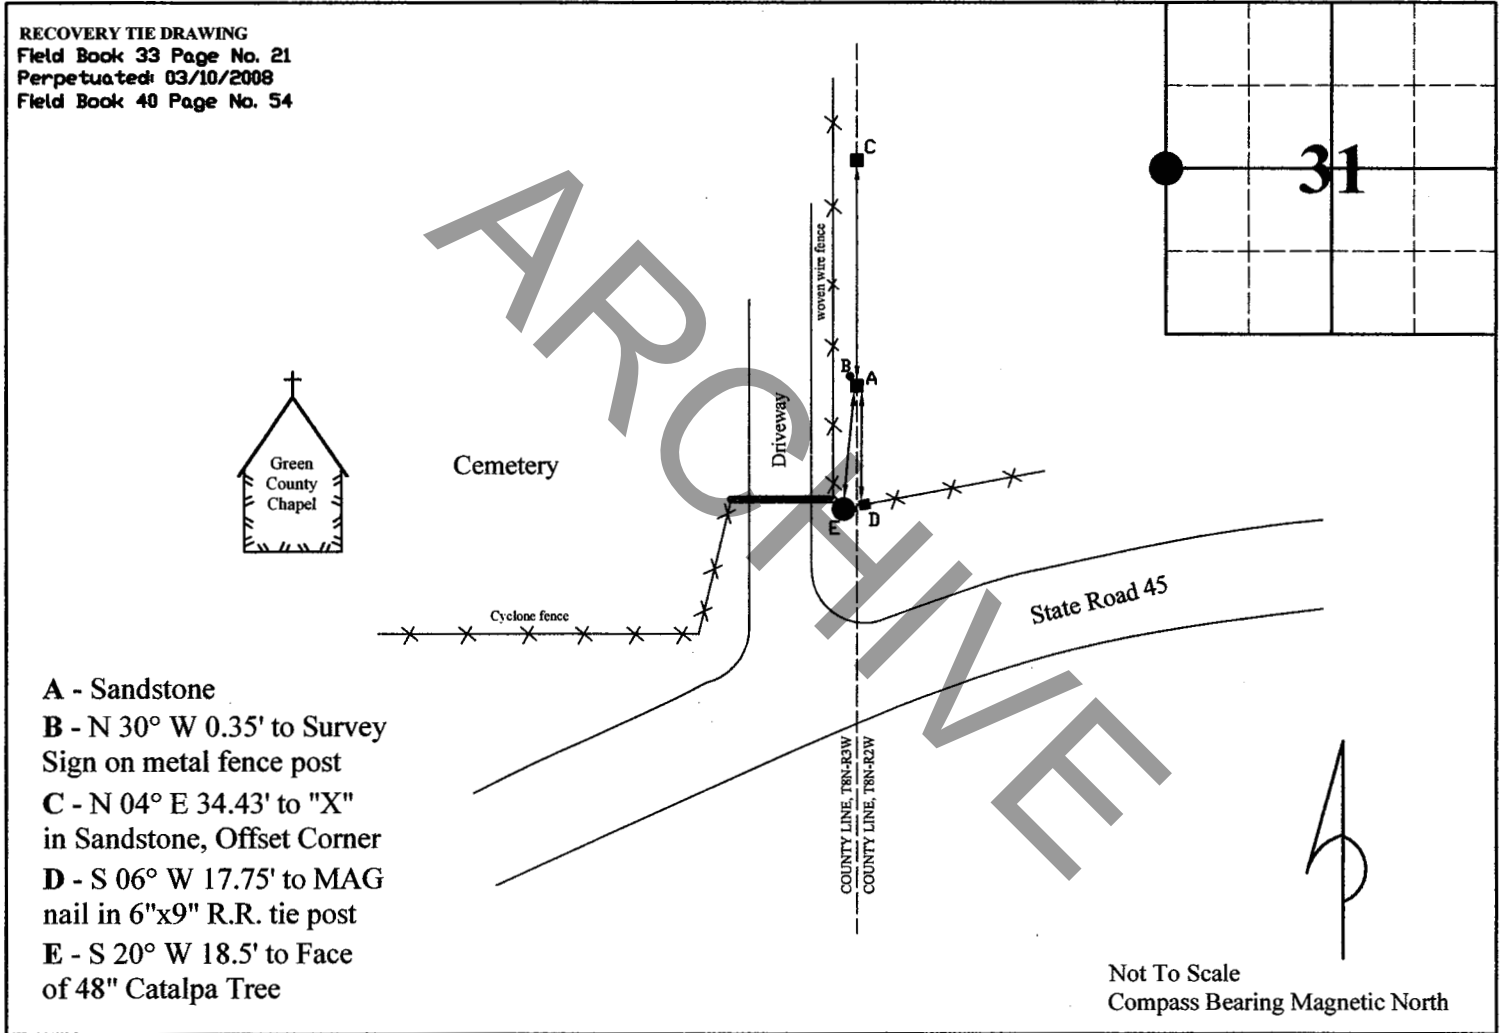 RECOVERY TIE DRAWING
Field Book 33 Page No. 21
Perpetuated: 03/10/2008
Field Book 40 Page No. 54
31
C
woven wire fence
B
A
Driveway
Green
County
Chapel
Cemetery
E
D
Cyclone fence
State Road 45
ARCHIVE
COUNTY LINE, T8N-R3W
COUNTY LINE, T8N-R2W
A - Sandstone
B - N 30° W 0.35' to Survey
Sign on metal fence post
C - N 04° E 34.43' to "X"
in Sandstone, Offset Corner
D - S 06° W 17.75' to MAG
nail in 6"x9" R.R. tie post
E - S 20° W 18.5' to Face
of 48" Catalpa Tree
Not To Scale
Compass Bearing Magnetic North